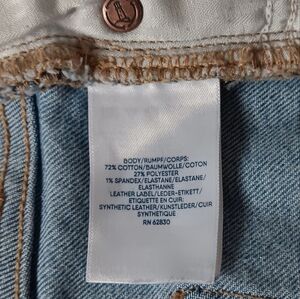 BODY/RUMPF/CORPS:
72% COTTON/BAUMWOLLE/COTON
27% POLYESTER
1% SPANDEX/ELASTANE/ELASTANE/
ELASTHANNE
LEATHER LABEL/LEDER-ETIKETT/
ETIQUETTE EN CUIR:
SYNTHETIC LEATHER/KUNSTLEDER/CUIR
SYNTHETIQUE
RN 62830